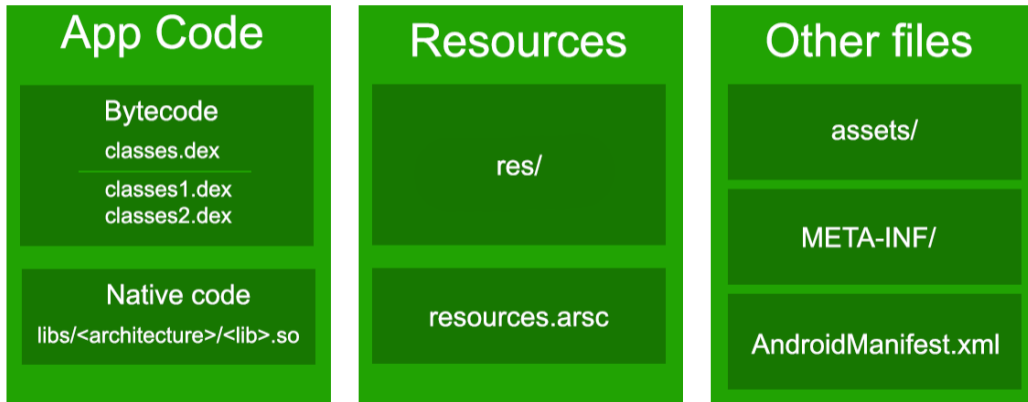 App Code
Bytecode
classes.dex
classes1.dex
classes2.dex
Native code
libs/<architecture>/<lib>.so
Resources
res/
resources.arsc
Other files
assets/
META-INF/
AndroidManifest.xml